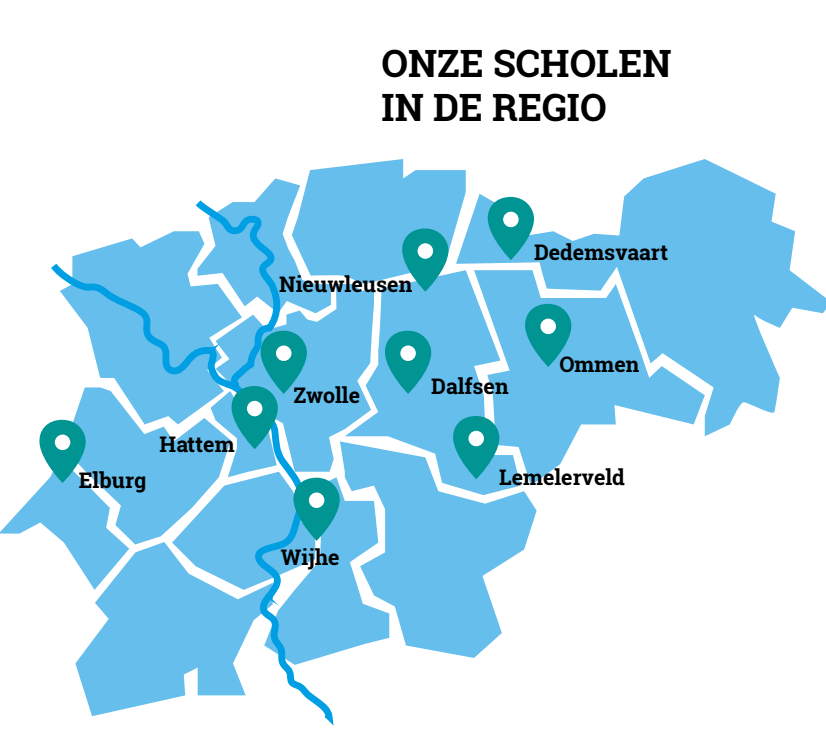 ONZE SCHOLEN
IN DE REGIO
Dedemsvaart
Nieuwleusen
Ommen
Dalfsen
Zwolle
Hattem
Lemelerveld
Elburg
Wijhe